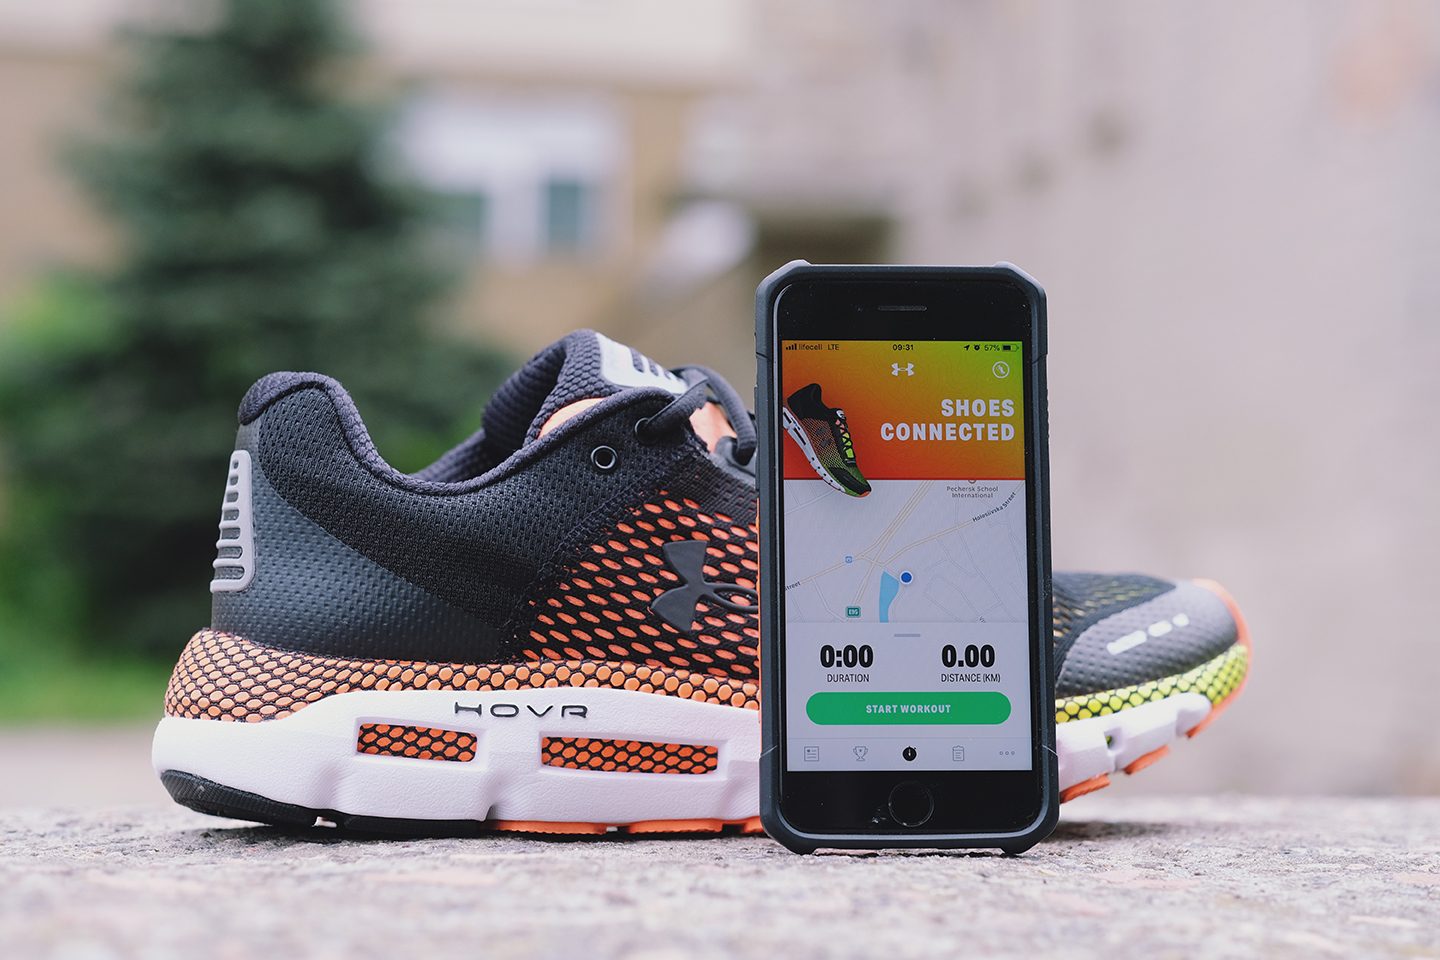 lifecell LTE 09:31 57%
SHOES
CONNECTED
Pechersk School
International
Holosiivska Street
street
E95
0:00 0.00
DURATION DISTANCE (KM)
START WORKOUT
HOVR